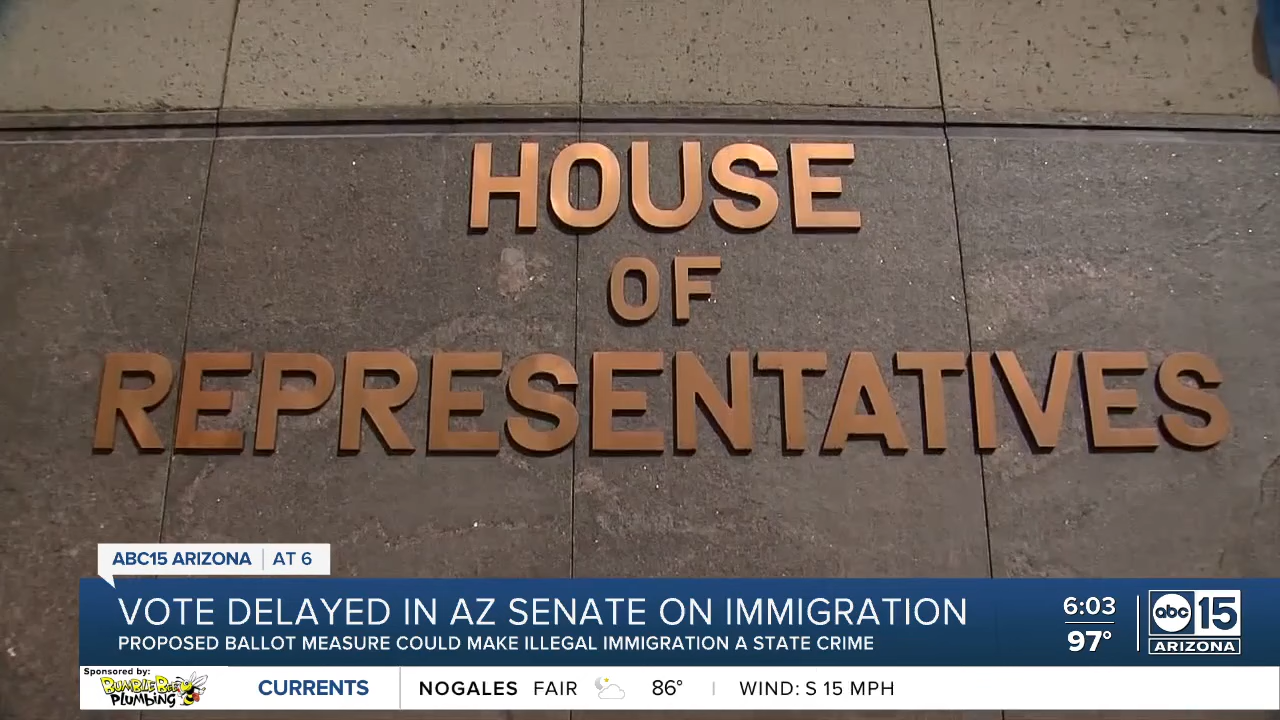 HOUSE
OF
REPRESENTATIVES
ABC15 ARIZONA | AT 6
VOTE DELAYED IN AZ SENATE ON IMMIGRATION
PROPOSED BALLOT MEASURE COULD MAKE ILLEGAL IMMIGRATION A STATE CRIME
6:03
97°
abc 15
ARIZONA
Sponsored by:
BUMBLE BEE
PLUMBING
CURRENTS
NOGALES FAIR 86° | WIND: S 15 MPH